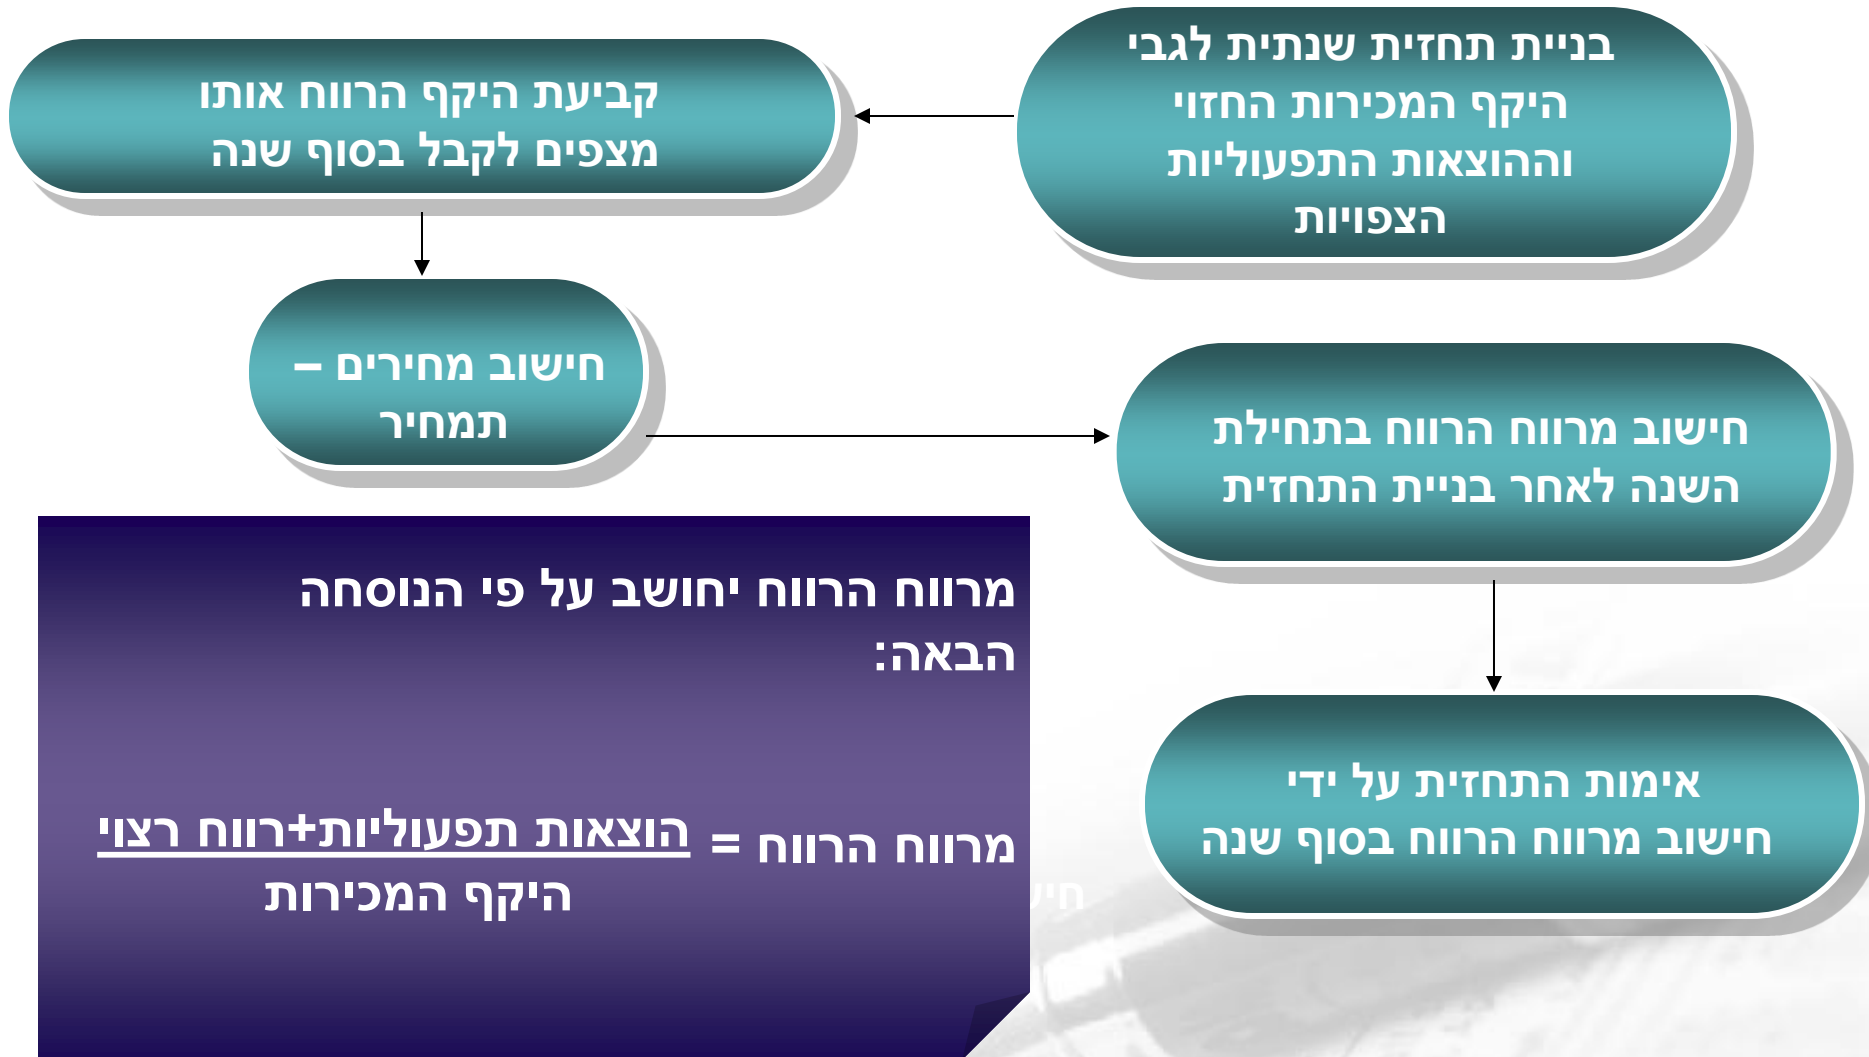 בניית תחזית שנתית לגבי
היקף המכירות החזוי
וההוצאות התפעוליות
הצפויות
קביעת היקף הרווח אותו
מצפים לקבל בסוף שנה
חישוב מחירים –
תמחיר
חישוב מרווח הרווח בתחילת
השנה לאחר בניית התחזית
אימות התחזית על ידי
חישוב מרווח הרווח בסוף שנה
מרווח הרווח יחושב על פי הנוסחה
הבאה:
מרווח הרווח = הוצאות תפעוליות+רווח רצוי
היקף המכירות